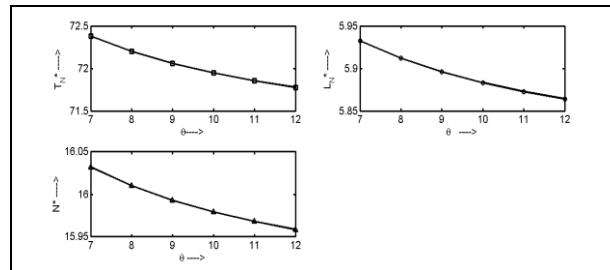 72.5
72
71.5
T_N* ---->
7 8 9 10 11 12
θ---->
5.95
5.9
5.85
L_N* ---->
7 8 9 10 11 12
θ ---->
16.05
16
15.95
N* ---->
7 8 9 10 11 12
θ ---->